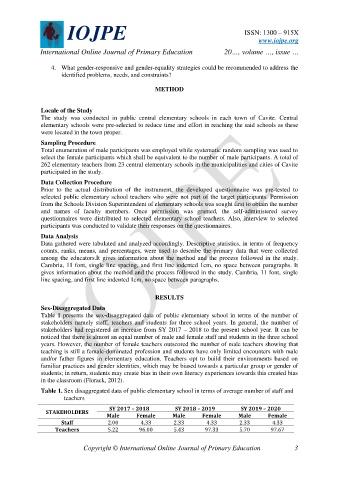 IOJPE
ISSN: 1300 – 915X
www.iojpe.org
International Online Journal of Primary Education
20…, volume …, issue …
4. What gender-responsive and gender-equality strategies could be recommended to address the
identified problems, needs, and constraints?
METHOD
Locale of the Study
The study was conducted in public central elementary schools in each town of Cavite. Central
elementary schools were pre-selected to reduce time and effort in reaching the said schools as these
were located in the town proper.
Sampling Procedure
Total enumeration of male participants was employed while systematic random sampling was used to
select the female participants which shall be equivalent to the number of male participants. A total of
262 elementary teachers from 23 central elementary schools in the municipalities and cities of Cavite
participated in the study.
Data Collection Procedure
Prior to the actual distribution of the instrument, the developed questionnaire was pre-tested to
selected public elementary school teachers who were not part of the target participants. Permission
from the Schools Division Superintendent of elementary schools was sought first to obtain the number
and names of faculty members. Once permission was granted, the self-administered survey
questionnaires were distributed to selected elementary school teachers. Also, interview to selected
participants was conducted to validate their responses on the questionnaires.
Data Analysis
Data gathered were tabulated and analyzed accordingly. Descriptive statistics, in terms of frequency
counts, ranks, means, and percentages, were used to describe the primary data that were collected
among the educators.It gives information about the method and the process followed in the study.
Cambria, 11 font, single line spacing, and first line indented 1cm, no space between paragraphs. It
gives information about the method and the process followed in the study. Cambria, 11 font, single
line spacing, and first line indented 1cm, no space between paragraphs.
RESULTS
Sex-Disaggregated Data
Table 1 presents the sex-disaggregated data of public elementary school in terms of the number of
stakeholders namely staff, teachers and students for three school years. In general, the number of
stakeholders had registered an increase from SY 2017 – 2018 to the present school year. It can be
noticed that there is almost an equal number of male and female staff and students in the three school
years. However, the number of female teachers outscored the number of male teachers showing that
teaching is still a female-dominated profession and students have only limited encounters with male
and/or father figures in elementary education. Teachers opt to build their environments based on
familiar practices and gender identities, which may be biased towards a particular group or gender of
students; in return, students may create bias in their own literacy experiences towards this created bias
in the classroom (Florack, 2012).
Table 1. Sex disaggregated data of public elementary school in terms of average number of staff and
teachers
STAKEHOLDERS SY 2017 - 2018 SY 2018 – 2019 SY 2019 – 2020
Male Female Male Female Male Female
Staff 2.00 4.33 2.33 4.33 2.33 4.33
Teachers 5.22 96.00 5.43 97.33 5.70 97.67
Copyright © International Online Journal of Primary Education 3